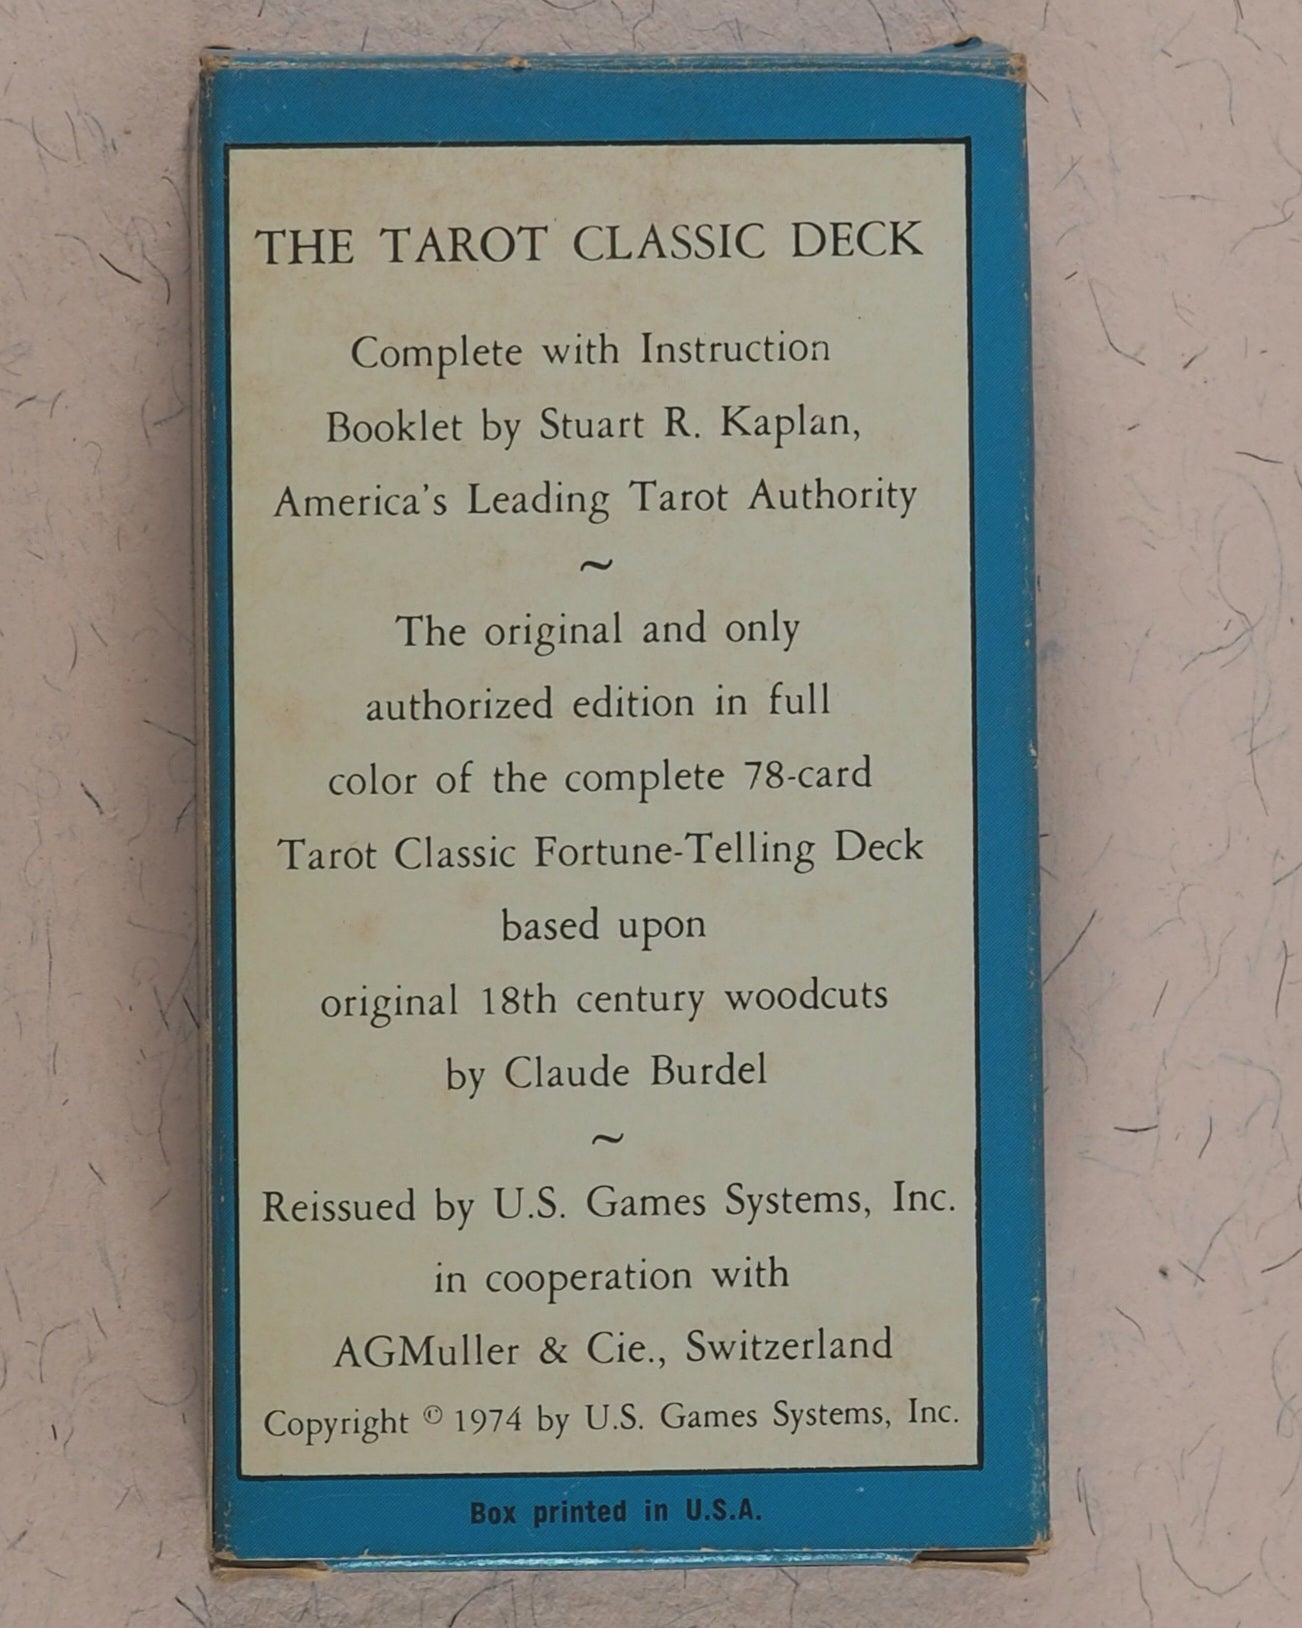 THE TAROT CLASSIC DECK
Complete with Instruction
Booklet by Stuart R. Kaplan,
America's Leading Tarot Authority
~
The original and only
authorized edition in full
color of the complete 78-card
Tarot Classic Fortune-Telling Deck
based upon
original 18th century woodcuts
by Claude Burdel
~
Reissued by U.S. Games Systems, Inc.
in cooperation with
AGMuller & Cie., Switzerland
Copyright © 1974 by U.S. Games Systems, Inc.
Box printed in U.S.A.